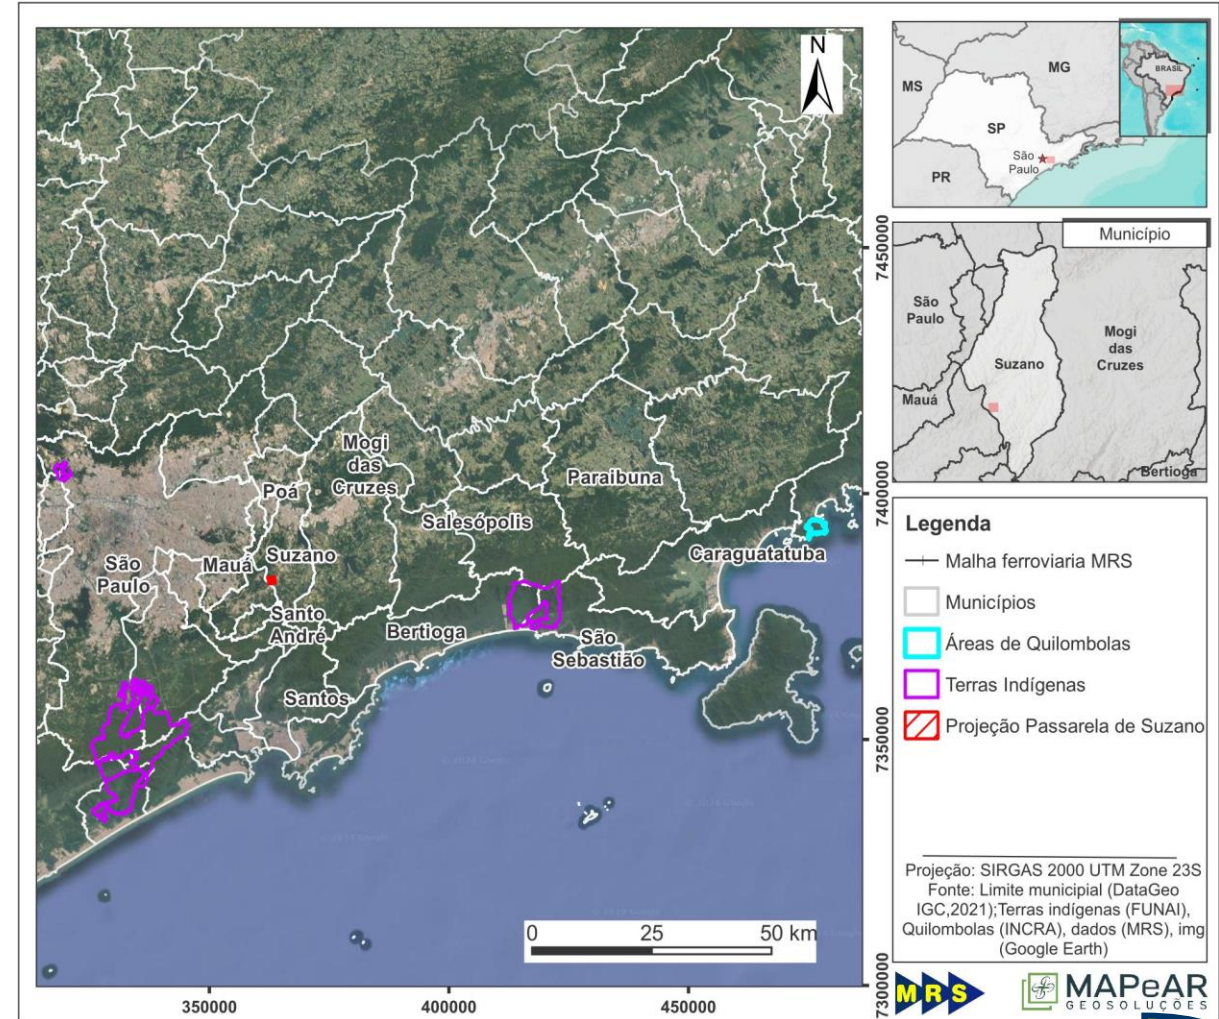 N
Mogi
das
Cruzes
Poá
Paraibuna
Salesópolis
São
Paulo
Mauá
Suzano
Caraguatatuba
Santo
André
Bertioga
São
Sebastião
Santos
0 25 50 km
350000 400000 450000
7450000
7400000
7350000
7300000
MS
MG
SP
São
Paulo
PR
BRASIL
Município
São
Paulo
Mogi
das
Cruzes
Suzano
Mauá
Bertioga
Legenda
Malha ferroviaria MRS
Municípios
Áreas de Quilombolas
Terras Indígenas
Projeção Passarela de Suzano
Projeção: SIRGAS 2000 UTM Zone 23S
Fonte: Limite municipial (DataGeo
IGC,2021);Terras indígenas (FUNAI),
Quilombolas (INCRA), dados (MRS), img
(Google Earth)
MRS
MAPeAR
GEOSOLUÇÕES